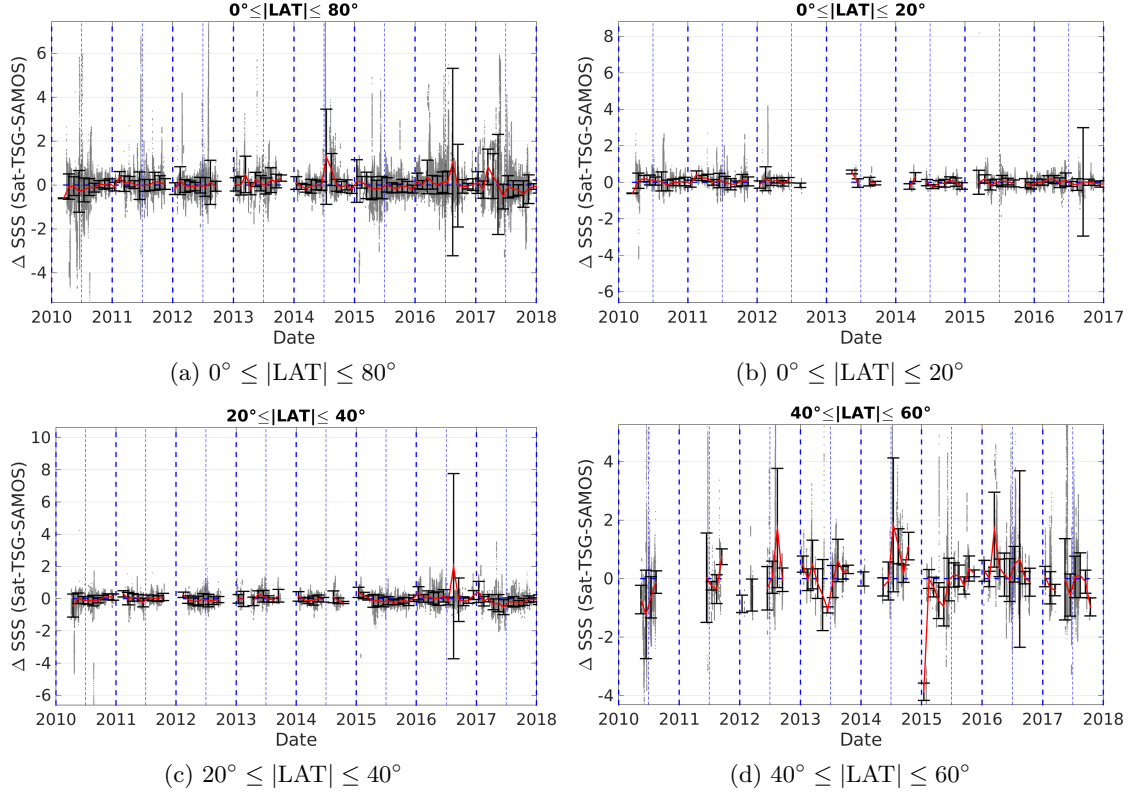 0°≤|LAT|≤ 80°
Δ SSS (Sat-TSG-SAMOS)
6
4
2
0
-2
-4
2010 2011 2012 2013 2014 2015 2016 2017 2018
Date
(a) 0° ≤ |LAT| ≤ 80°
0°≤|LAT|≤ 20°
Δ SSS (Sat-TSG-SAMOS)
8
6
4
2
0
-2
-4
-6
2010 2011 2012 2013 2014 2015 2016 2017
Date
(b) 0° ≤ |LAT| ≤ 20°
20°≤|LAT|≤ 40°
Δ SSS (Sat-TSG-SAMOS)
10
8
6
4
2
0
-2
-4
-6
2010 2011 2012 2013 2014 2015 2016 2017 2018
Date
(c) 20° ≤ |LAT| ≤ 40°
40°≤|LAT|≤ 60°
Δ SSS (Sat-TSG-SAMOS)
4
2
0
-2
-4
2010 2011 2012 2013 2014 2015 2016 2017 2018
Date
(d) 40° ≤ |LAT| ≤ 60°